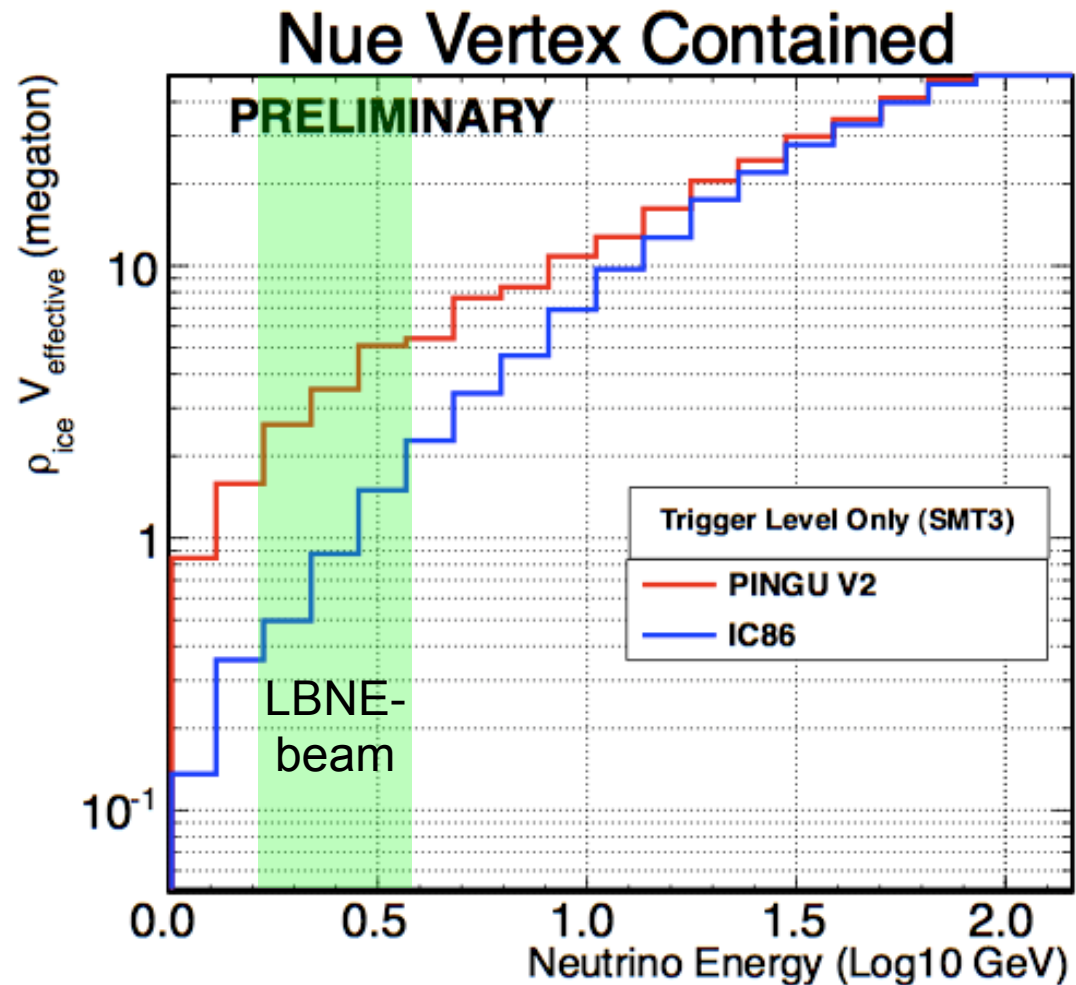 Nue Vertex Contained
PRELIMINARY
ρice Veffective (megaton)
10
1
10-1
LBNE-
beam
Trigger Level Only (SMT3)
PINGU V2
IC86
0.0 0.5 1.0 1.5 2.0
Neutrino Energy (Log10 GeV)